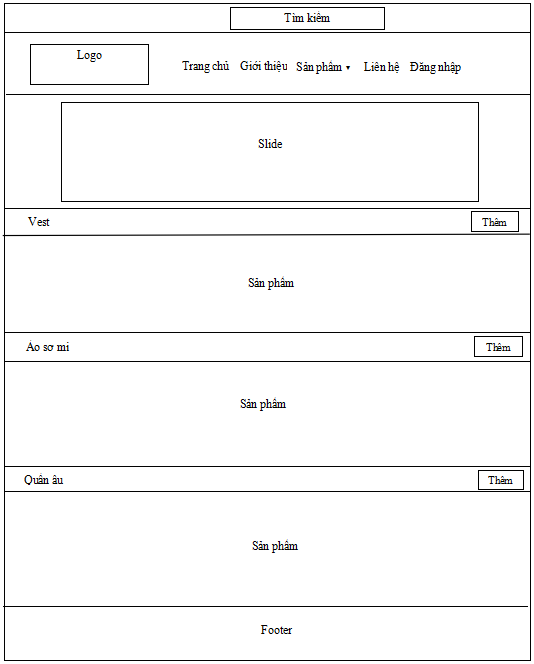 Tìm kiếm
Logo
Trang chủ Giới thiệu Sản phẩm ▾ Liên hệ Đăng nhập
Slide
Vest Thêm
Sản phẩm
Áo sơ mi Thêm
Sản phẩm
Quần âu Thêm
Sản phẩm
Footer